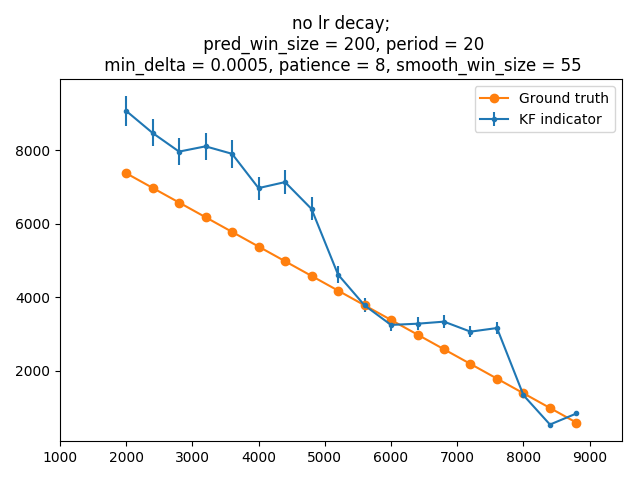 no lr decay;
pred_win_size = 200, period = 20
min_delta = 0.0005, patience = 8, smooth_win_size = 55
Ground truth
KF indicator
8000
6000
4000
2000
1000 2000 3000 4000 5000 6000 7000 8000 9000